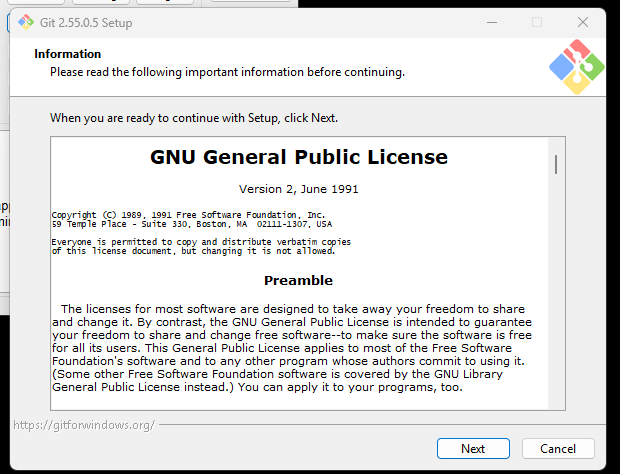 Git 2.55.0.5 Setup
Information
Please read the following important information before continuing.
When you are ready to continue with Setup, click Next.
GNU General Public License
Version 2, June 1991
Copyright (C) 1989, 1991 Free Software Foundation, Inc.
59 Temple Place - Suite 330, Boston, MA  02111-1307, USA
Everyone is permitted to copy and distribute verbatim copies
of this license document, but changing it is not allowed.
Preamble
The licenses for most software are designed to take away your freedom to share
and change it. By contrast, the GNU General Public License is intended to guarantee
your freedom to share and change free software--to make sure the software is free
for all its users. This General Public License applies to most of the Free Software
Foundation's software and to any other program whose authors commit to using it.
(Some other Free Software Foundation software is covered by the GNU Library
General Public License instead.) You can apply it to your programs, too.
https://gitforwindows.org/
Next
Cancel